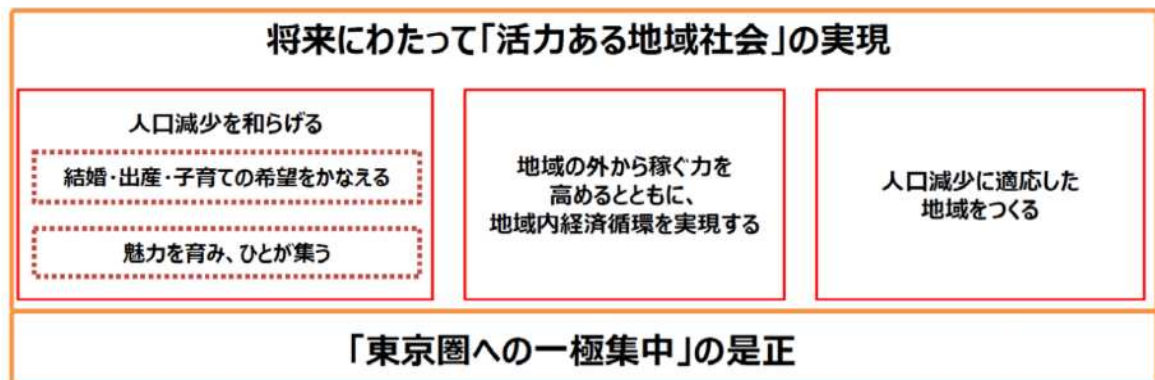 将来にわたって「活力ある地域社会」の実現
人口減少を和らげる
結婚・出産・子育ての希望をかなえる
魅力を育み、ひとが集う
地域の外から稼ぐ力を
高めるとともに、
地域内経済循環を実現する
人口減少に適応した
地域をつくる
「東京圏への一極集中」の是正